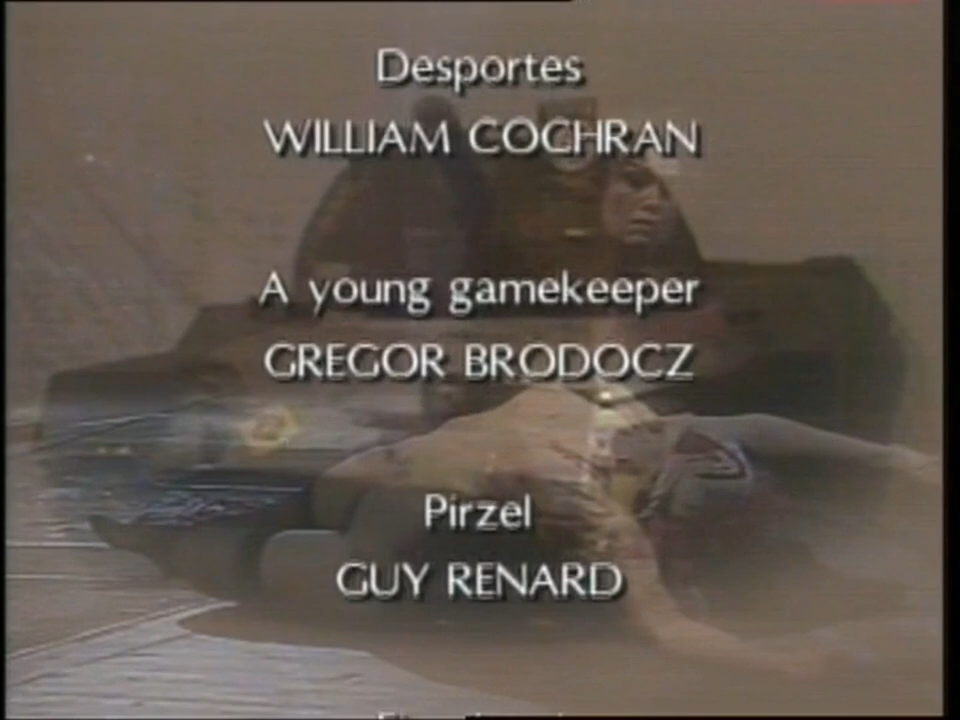 Desportes
WILLIAM COCHRAN
A young gamekeeper
GREGOR BRODOCZ
Pirzel
GUY RENARD